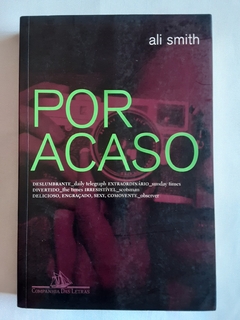 ali smith
POR
ACASO
DESLUMBRANTE_daily telegraph EXTRAORDINÁRIO_sunday times
DIVERTIDO_the times IRRESISTÍVEL_scotsman
DELICIOSO, ENGRAÇADO, SEXY, COMOVENTE_observer
COMPANHIA DAS LETRAS